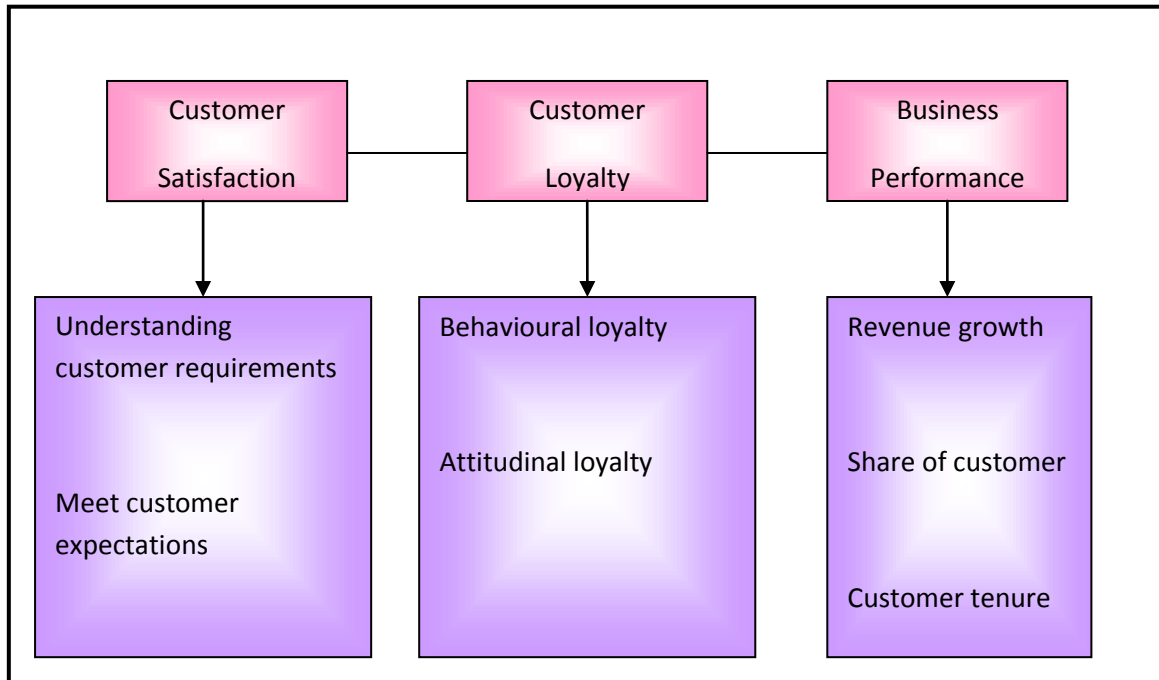 Customer
Satisfaction
Customer
Loyalty
Business
Performance
Understanding
customer requirements
Meet customer
expectations
Behavioural loyalty
Attitudinal loyalty
Revenue growth
Share of customer
Customer tenure